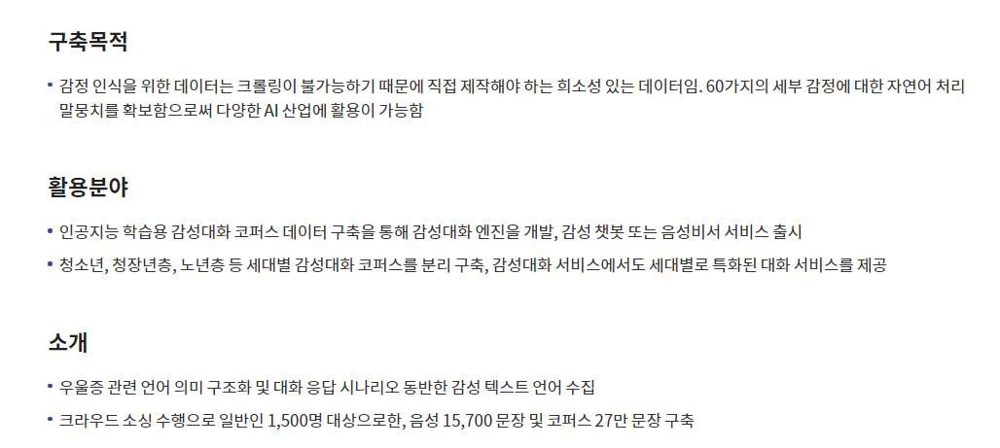 구축목적
• 감정 인식을 위한 데이터는 크롤링이 불가능하기 때문에 직접 제작해야 하는 희소성 있는 데이터임. 60가지의 세부 감정에 대한 자연어 처리
말뭉치를 확보함으로써 다양한 AI 산업에 활용이 가능함
활용분야
• 인공지능 학습용 감성대화 코퍼스 데이터 구축을 통해 감성대화 엔진을 개발, 감성 챗봇 또는 음성비서 서비스 출시
• 청소년, 청장년층, 노년층 등 세대별 감성대화 코퍼스를 분리 구축, 감성대화 서비스에서도 세대별로 특화된 대화 서비스를 제공
소개
• 우울증 관련 언어 의미 구조화 및 대화 응답 시나리오 동반한 감성 텍스트 언어 수집
• 크라우드 소싱 수행으로 일반인 1,500명 대상으로한, 음성 15,700 문장 및 코퍼스 27만 문장 구축